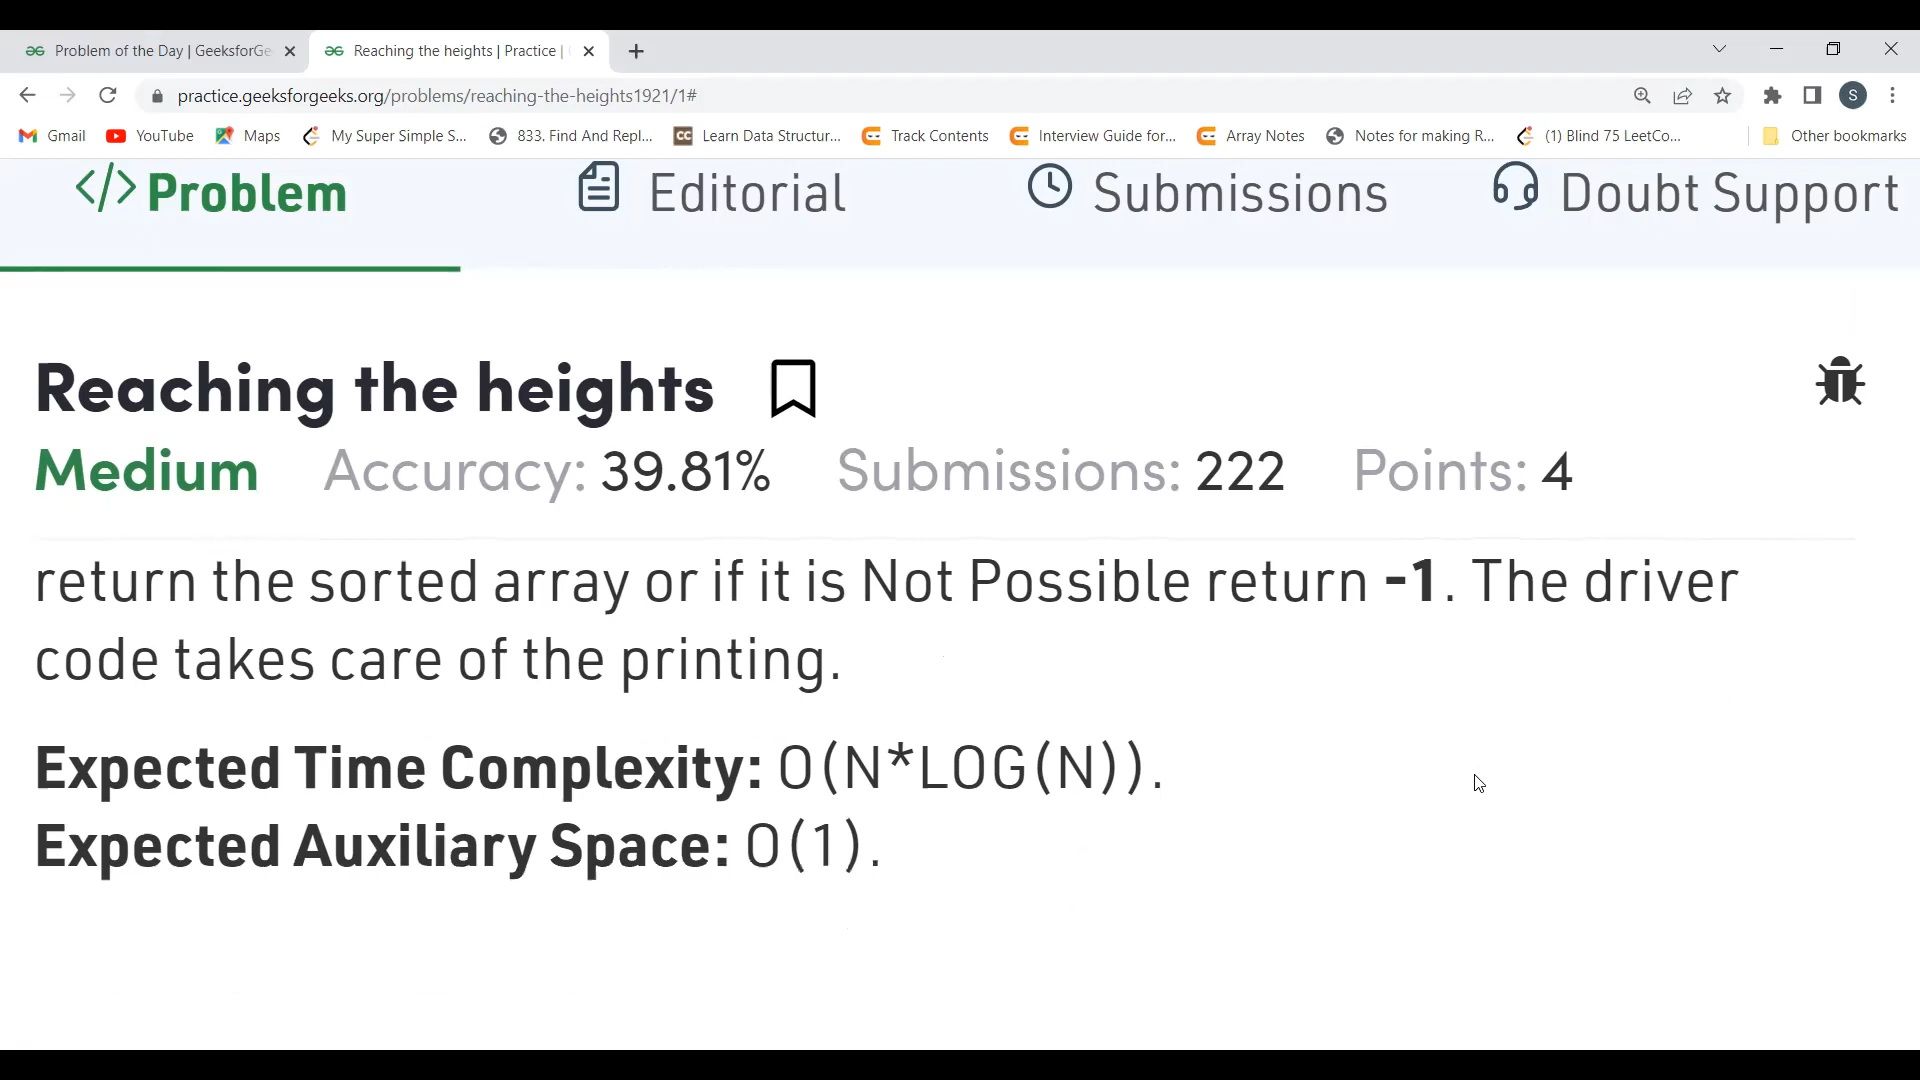 Problem of the Day | GeeksforGe
Reaching the heights | Practice |
practice.geeksforgeeks.org/problems/reaching-the-heights1921/1#
S
Gmail YouTube Maps My Super Simple S... 833. Find And Repl... Learn Data Structur... Track Contents Interview Guide for... Array Notes Notes for making R... (1) Blind 75 LeetCo... Other bookmarks
</> Problem Editorial Submissions Doubt Support
Reaching the heights
Medium Accuracy: 39.81% Submissions: 222 Points: 4
return the sorted array or if it is Not Possible return -1. The driver
code takes care of the printing.
Expected Time Complexity: O(N*LOG(N)).
Expected Auxiliary Space: O(1).